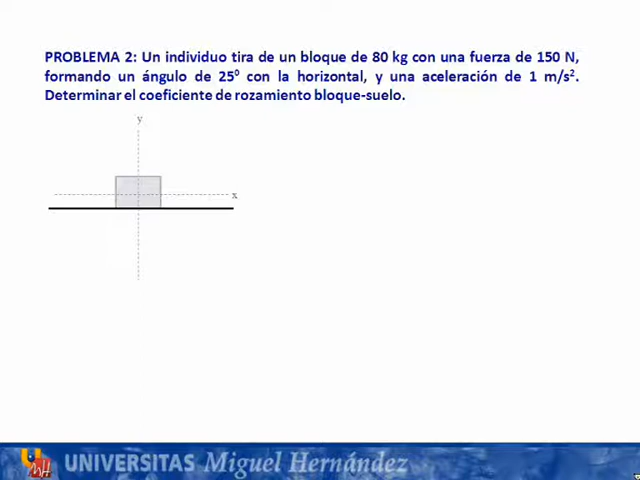 PROBLEMA 2: Un individuo tira de un bloque de 80 kg con una fuerza de 150 N,
formando un ángulo de 25⁰ con la horizontal, y una aceleración de 1 m/s².
Determinar el coeficiente de rozamiento bloque-suelo.
y
x
UNIVERSITAS Miguel Hernández